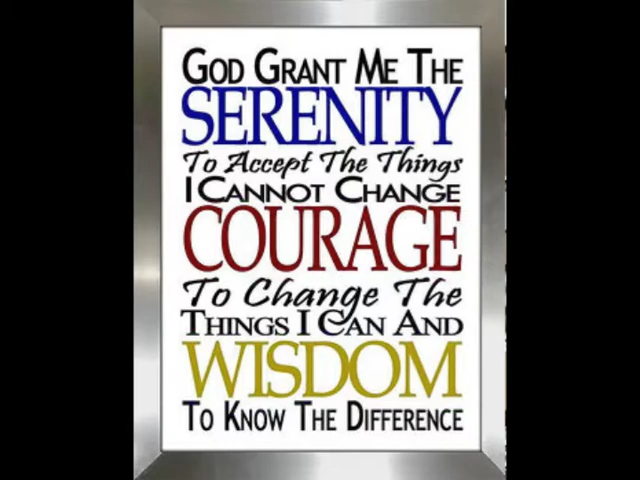 God Grant Me The
SERENITY
To Accept The Things
I Cannot Change
COURAGE
To Change The
Things I Can And
WISDOM
To Know The Difference